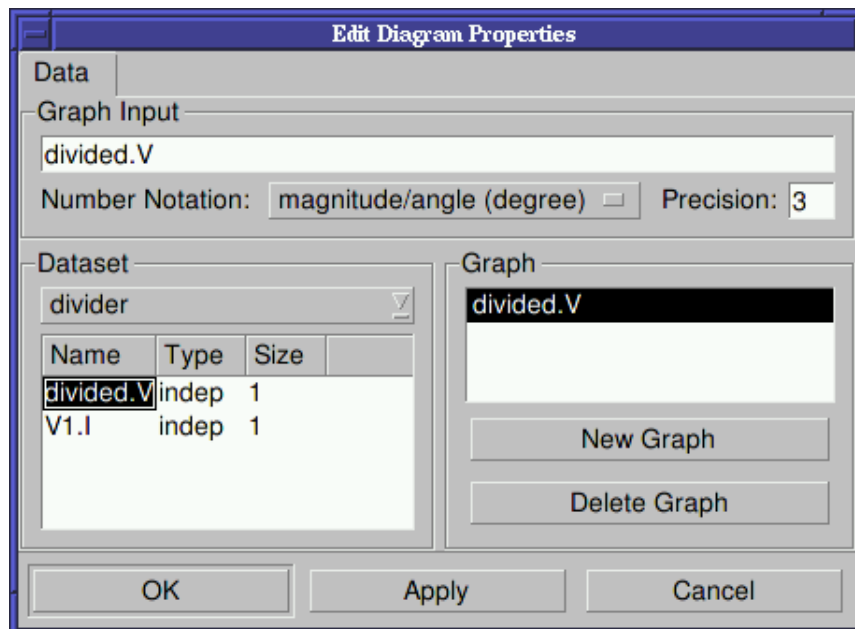 Edit Diagram Properties
Data
Graph Input
divided.V
Number Notation: magnitude/angle (degree) Precision: 3
Dataset
divider
Name Type Size
divided.V indep 1
V1.I indep 1
Graph
divided.V
New Graph
Delete Graph
OK Apply Cancel